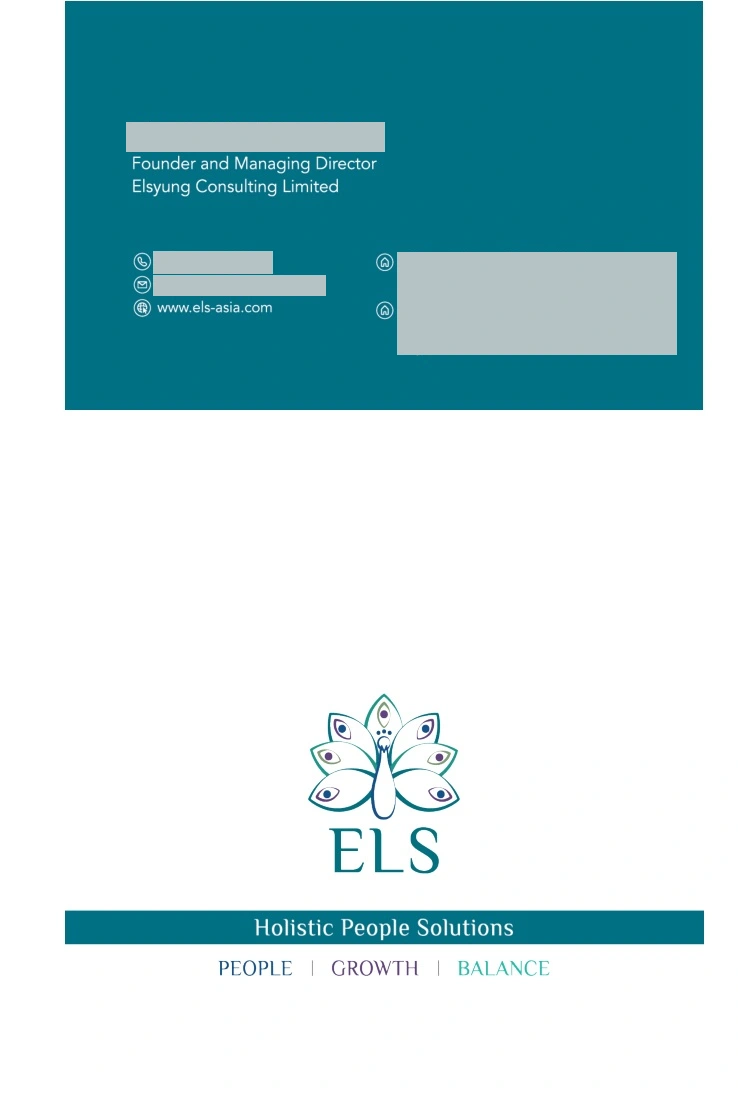 Founder and Managing Director
Elsyung Consulting Limited
www.els-asia.com
ELS
Holistic People Solutions
PEOPLE | GROWTH | BALANCE